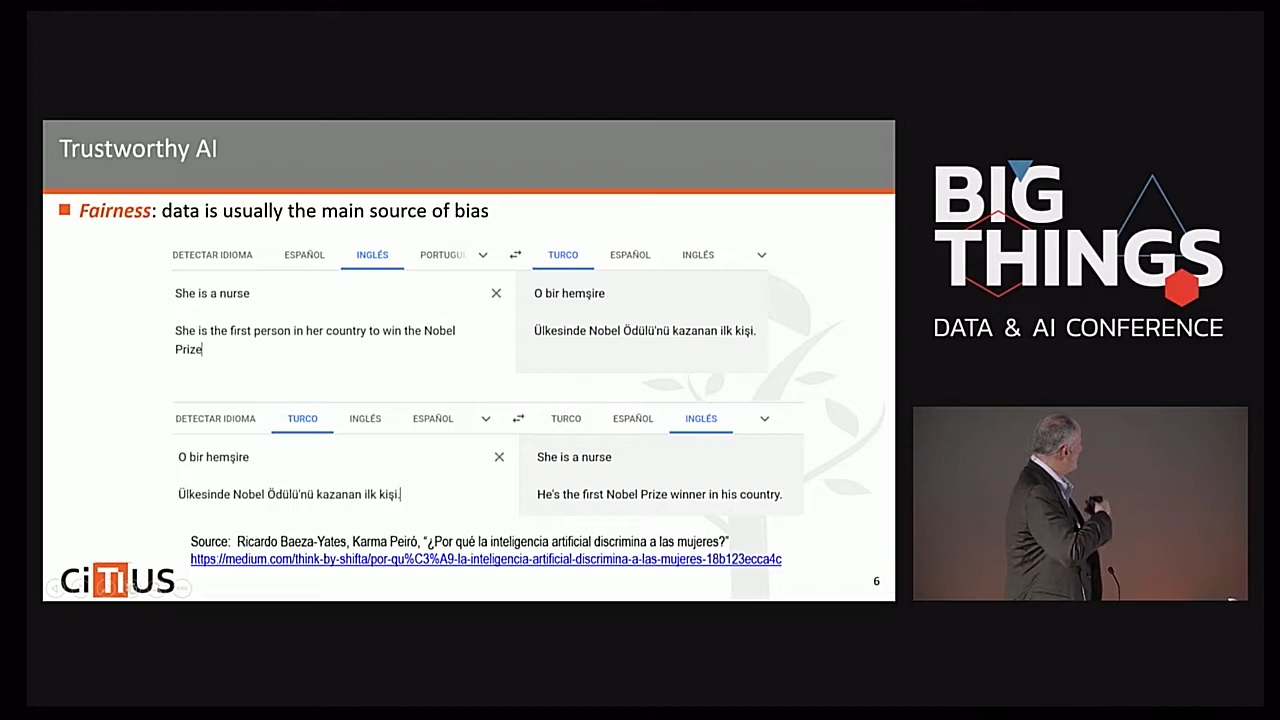 Trustworthy AI
Fairness: data is usually the main source of bias
DETECTAR IDIOMA ESPAÑOL INGLÉS PORTUGU TURCO ESPAÑOL INGLÉS
She is a nurse
O bir hemşire
She is the first person in her country to win the Nobel
Prize
Ülkesinde Nobel Ödülü'nü kazanan ilk kişi.
DETECTAR IDIOMA TURCO INGLÉS ESPAÑOL TURCO ESPAÑOL INGLÉS
O bir hemşire
She is a nurse
Ülkesinde Nobel Ödülü'nü kazanan ilk kişi.
He's the first Nobel Prize winner in his country.
Source: Ricardo Baeza-Yates, Karma Peiró, “¿Por qué la inteligencia artificial discrimina a las mujeres?”
https://medium.com/think-by-shifta/por-qu%C3%A9-la-inteligencia-artificial-discrimina-a-las-mujeres-18b123ecca4c
CiTIUS
6
BIG
THINGS
DATA & AI CONFERENCE